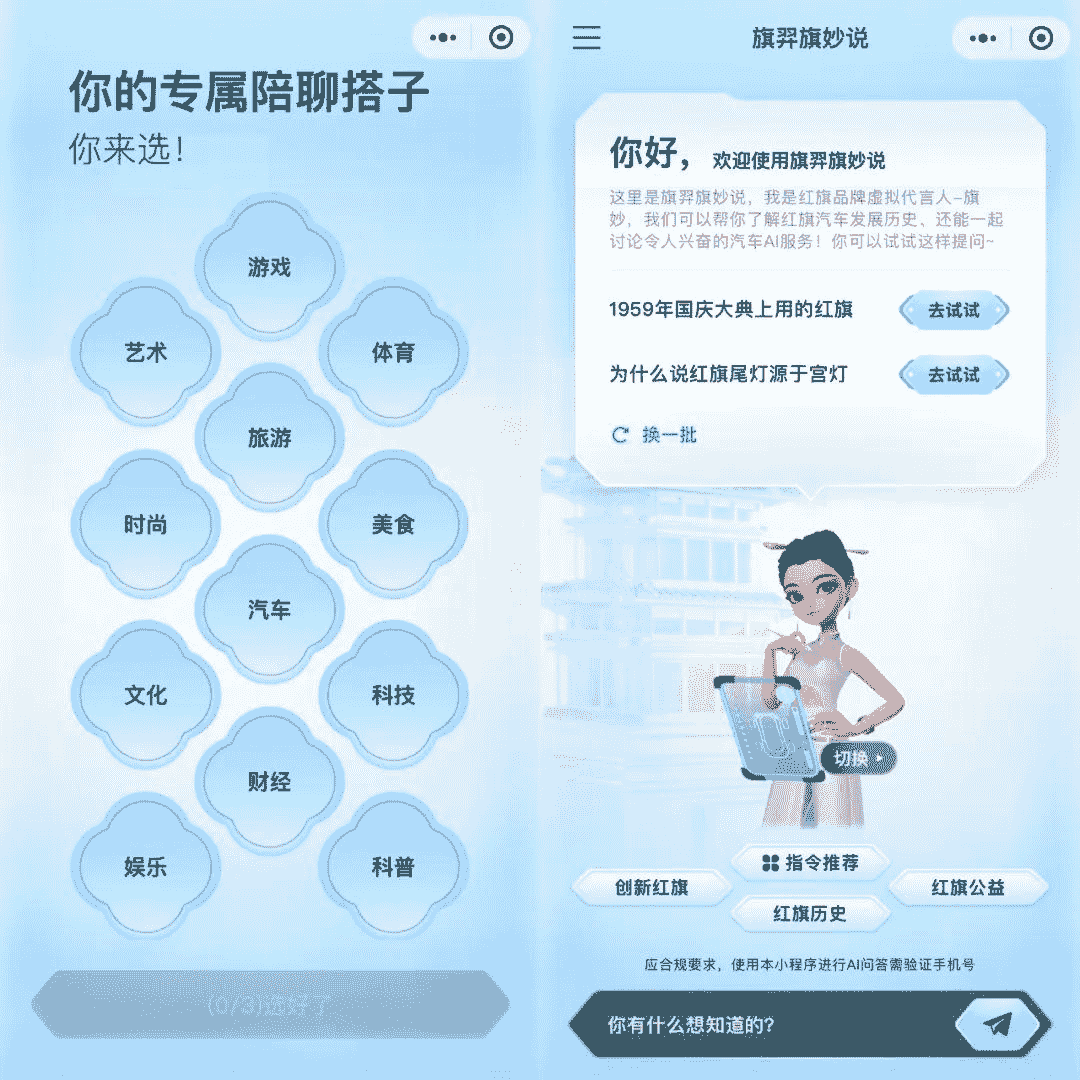 你的专属陪聊搭子
你来选！
游戏
艺术
体育
旅游
时尚
美食
汽车
文化
科技
财经
娱乐
科普
(0/3)选好了
旗羿旗妙说
你好，欢迎使用旗羿旗妙说
这里是旗羿旗妙说，我是红旗品牌虚拟代言人–旗
妙，我们可以帮你了解红旗汽车发展历史、还能一起
讨论令人兴奋的汽车AI服务！你可以试试这样提问~
1959年国庆大典上用的红旗 去试试
为什么说红旗尾灯源于宫灯 去试试
换一批
切换
指令推荐
创新红旗
红旗公益
红旗历史
应合规要求，使用本小程序进行AI问答需验证手机号
你有什么想知道的?